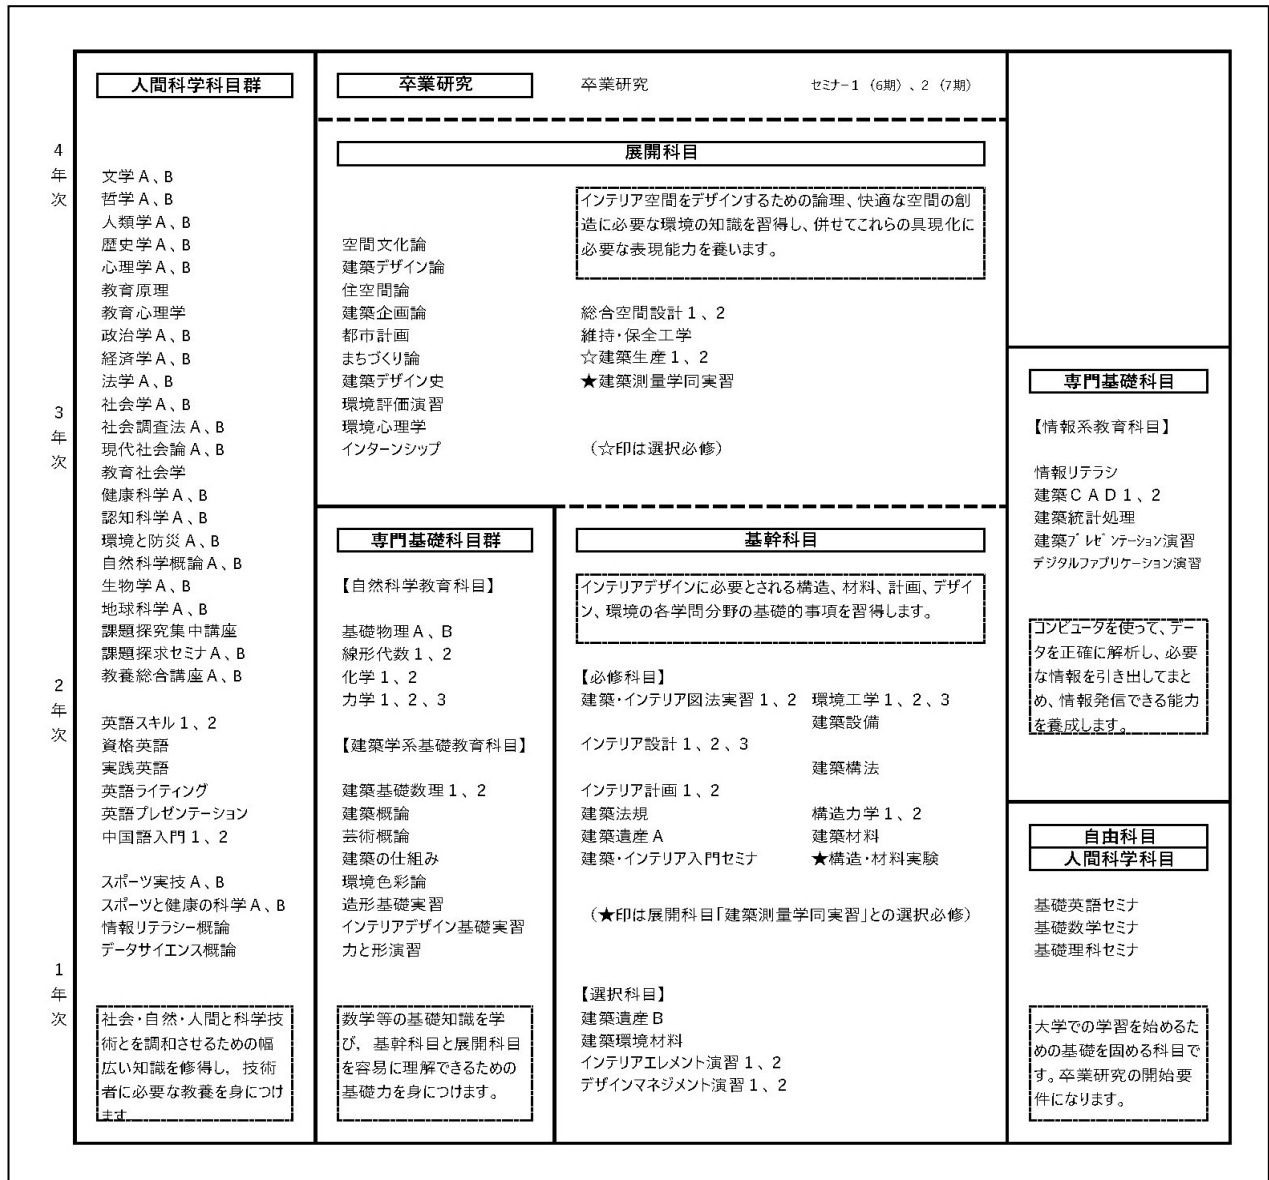 4
年
次
3
年
次
2
年
次
1
年
次
人間科学科目群
文学A、B
哲学A、B
人類学A、B
歴史学A、B
心理学A、B
教育原理
教育心理学
政治学A、B
経済学A、B
法学A、B
社会学A、B
社会調査法A、B
現代社会論A、B
教育社会学
健康科学A、B
認知科学A、B
環境と防災A、B
自然科学概論A、B
生物学A、B
地球科学A、B
課題探究集中講座
課題探求セミナA、B
教養総合講座A、B
英語スキル1、2
資格英語
実践英語
英語ライティング
英語プレゼンテーション
中国語入門1、2
スポーツ実技A、B
スポーツと健康の科学A、B
情報リテラシー概論
データサイエンス概論
社会・自然・人間と科学技
術とを調和させるための幅
広い知識を修得し，技術
者に必要な教養を身につけ
ます
卒業研究
卒業研究
セミナー1（6期）、2（7期）
展開科目
インテリア空間をデザインするための論理、快適な空間の創
造に必要な環境の知識を習得し、併せてこれらの具現化に
必要な表現能力を養います。
空間文化論
建築デザイン論
住空間論
建築企画論
都市計画
まちづくり論
建築デザイン史
環境評価演習
環境心理学
インターンシップ
総合空間設計1、2
維持・保全工学
☆建築生産1、2
★建築測量学同実習
（☆印は選択必修）
専門基礎科目群
【自然科学教育科目】
基礎物理A、B
線形代数1、2
化学1、2
力学1、2、3
【建築学系基礎教育科目】
建築基礎数理1、2
建築概論
芸術概論
建築の仕組み
環境色彩論
造形基礎実習
インテリアデザイン基礎実習
力と形演習
数学等の基礎知識を学
び，基幹科目と展開科目
を容易に理解できるための
基礎力を身につけます。
基幹科目
インテリアデザインに必要とされる構造、材料、計画、デザイ
ン、環境の各学問分野の基礎的事項を習得します。
【必修科目】
建築・インテリア図法実習1、2
インテリア設計1、2、3
インテリア計画1、2
建築法規
建築遺産A
建築・インテリア入門セミナ
環境工学1、2、3
建築設備
建築構法
構造力学1、2
建築材料
★構造・材料実験
（★印は展開科目「建築測量学同実習」との選択必修）
【選択科目】
建築遺産B
建築環境材料
インテリアエレメント演習1、2
デザインマネジメント演習1、2
専門基礎科目
【情報系教育科目】
情報リテラシ
建築CAD1、2
建築統計処理
建築プレゼンテーション演習
デジタルファブリケーション演習
コンピュータを使って、デー
タを正確に解析し、必要
な情報を引き出してまと
め、情報発信できる能力
を養成します。
自由科目
人間科学科目
基礎英語セミナ
基礎数学セミナ
基礎理科セミナ
大学での学習を始めるた
めの基礎を固める科目で
す。卒業研究の開始要
件になります。